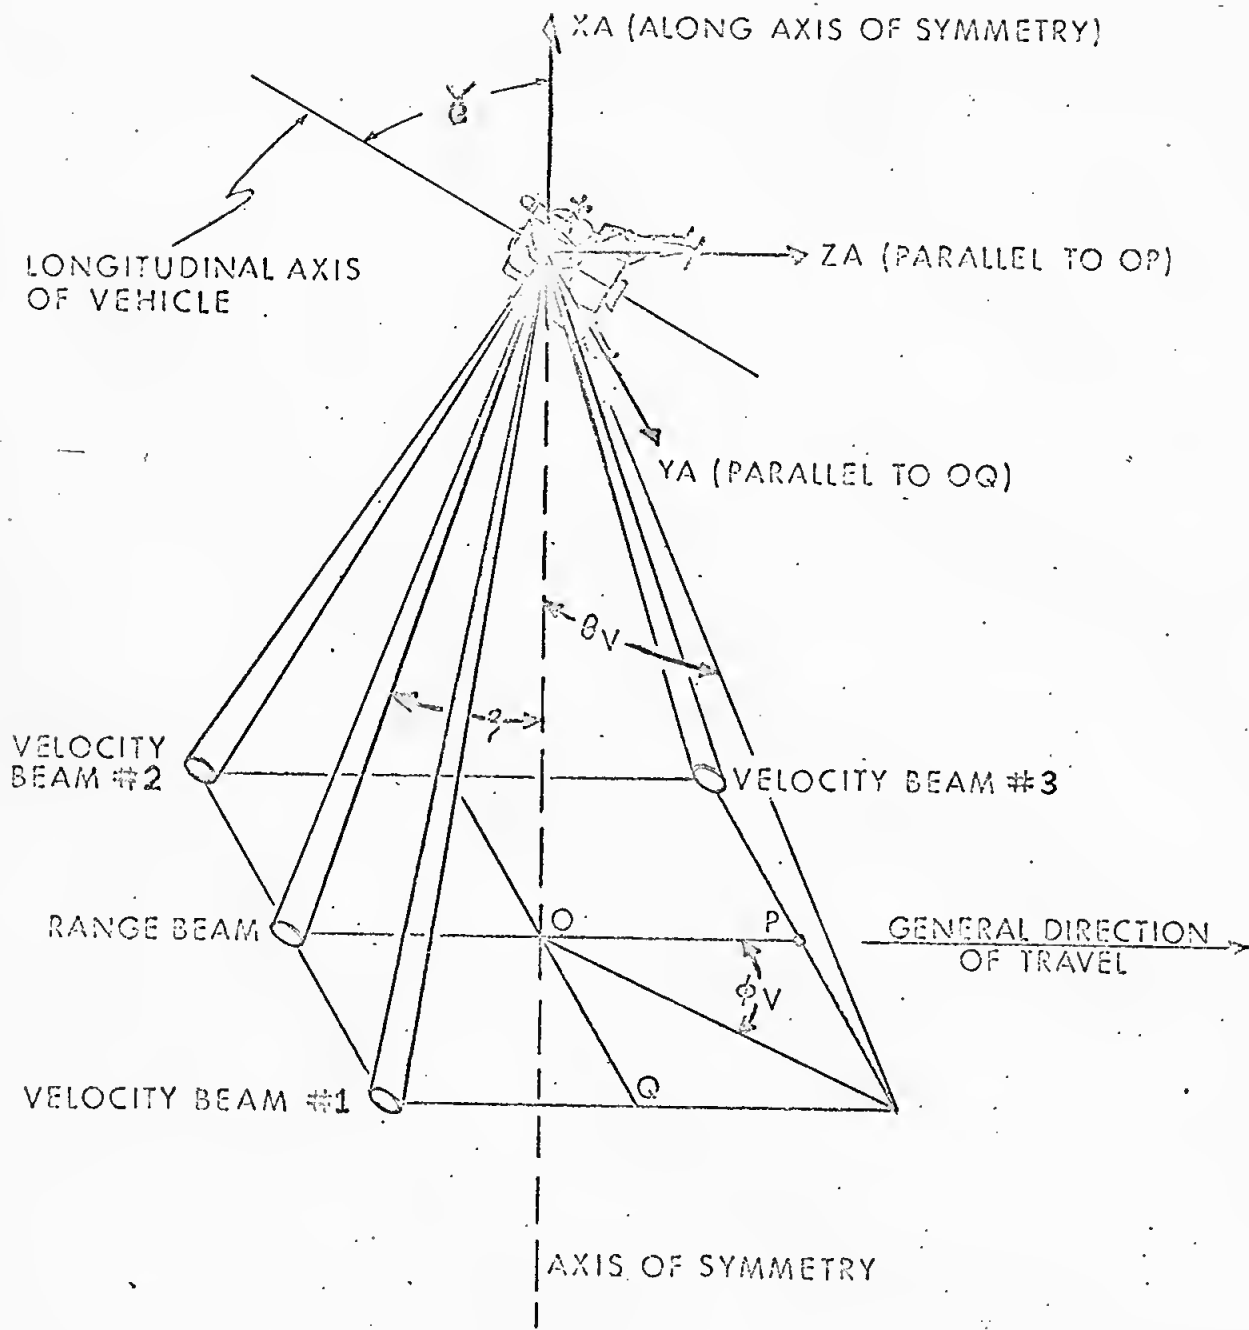 XA (ALONG AXIS OF SYMMETRY)
LONGITUDINAL AXIS
OF VEHICLE
ZA (PARALLEL TO OP)
YA (PARALLEL TO OQ)
θV
VELOCITY
BEAM #2
VELOCITY BEAM #3
RANGE BEAM
O
P
GENERAL DIRECTION
OF TRAVEL
ϕV
Q
VELOCITY BEAM #1
AXIS OF SYMMETRY